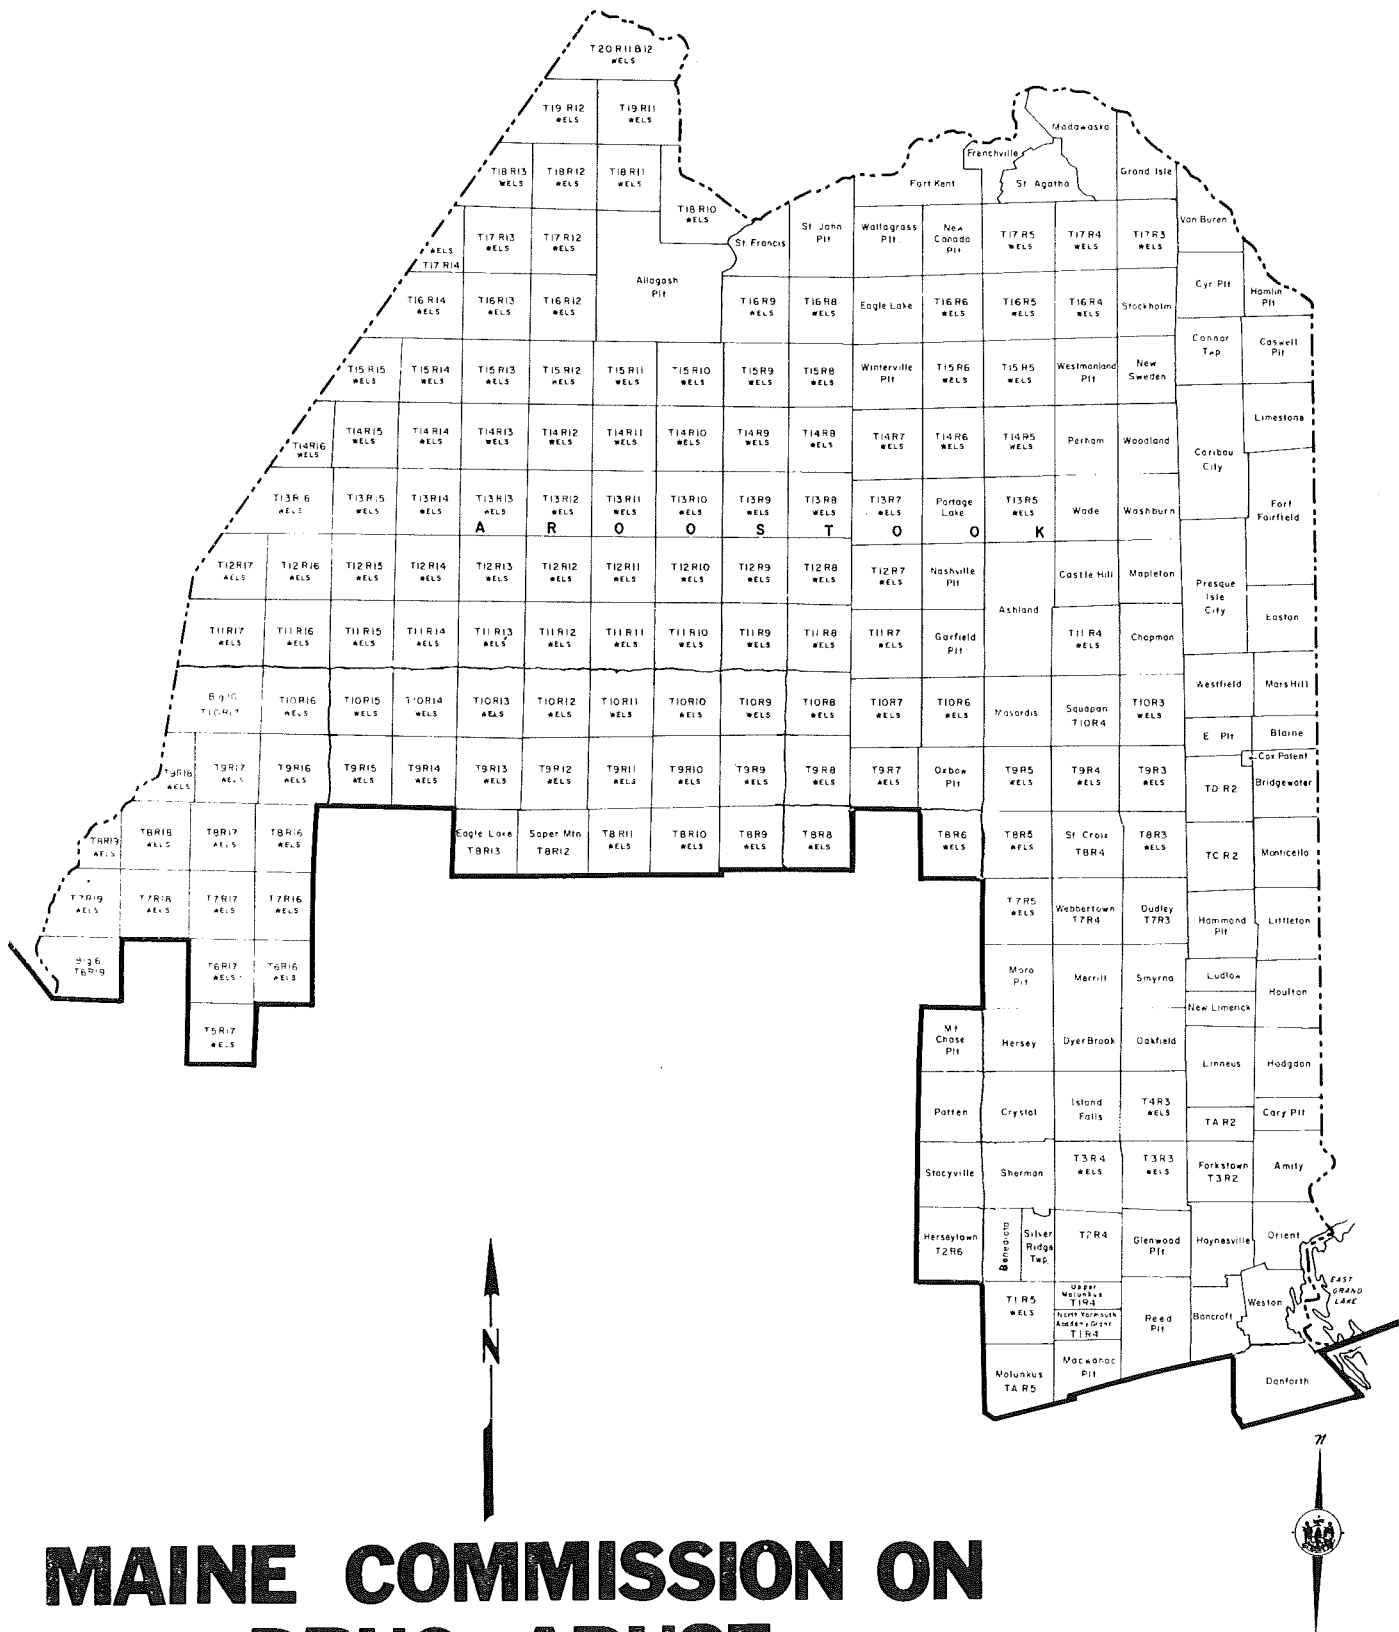 T20 R11 & 12
WELS
T19 R12
WELS
T19 R11
WELS
Madawaska
Frenchville
Grand Isle
T18 R13
WELS
T18 R12
WELS
T18 R11
WELS
Fort Kent
St Agatha
T18 R10
WELS
Van Buren
WELS
T17 R14
T17 R13
WELS
T17 R12
WELS
St. Francis
St John
Plt
Wallagrass
Plt.
New
Canada
Plt
T17 R5
WELS
T17 R4
WELS
T17 R3
WELS
Allagash
Plt
Cyr Plt
Hamlin
Plt
T16 R14
WELS
T16 R13
WELS
T16 R12
WELS
T16 R9
WELS
T16 R8
WELS
Eagle Lake
T16 R6
WELS
T16 R5
WELS
T16 R4
WELS
Stockholm
Connor
Twp
Caswell
Plt
T15 R15
WELS
T15 R14
WELS
T15 R13
WELS
T15 R12
WELS
T15 R11
WELS
T15 R10
WELS
T15 R9
WELS
T15 R8
WELS
Winterville
Plt
T15 R6
WELS
T15 R5
WELS
Westmanland
Plt
New
Sweden
Limestone
T14 R16
WELS
T14 R15
WELS
T14 R14
WELS
T14 R13
WELS
T14 R12
WELS
T14 R11
WELS
T14 R10
WELS
T14 R9
WELS
T14 R8
WELS
T14 R7
WELS
T14 R6
WELS
T14 R5
WELS
Perham
Woodland
Caribou
City
T13 R15
WELS
T13 R14
WELS
T13 R13
WELS
T13 R12
WELS
T13 R11
WELS
T13 R10
WELS
T13 R9
WELS
T13 R8
WELS
T13 R7
WELS
Portage
Lake
T13 R5
WELS
Wade
Washburn
Fort
Fairfield
A R O O S T O O K
T12 R17
WELS
T12 R16
WELS
T12 R15
WELS
T12 R14
WELS
T12 R13
WELS
T12 R12
WELS
T12 R11
WELS
T12 R10
WELS
T12 R9
WELS
T12 R8
WELS
T12 R7
WELS
Nashville
Plt
Ashland
Castle Hill
Mapleton
Presque
Isle
City
Easton
T11 R17
WELS
T11 R16
WELS
T11 R15
WELS
T11 R14
WELS
T11 R13
WELS
T11 R12
WELS
T11 R11
WELS
T11 R10
WELS
T11 R9
WELS
T11 R8
WELS
T11 R7
WELS
Garfield
Plt
T11 R4
WELS
Chapman
Westfield
Mars Hill
T10 R16
WELS
T10 R15
WELS
T10 R14
WELS
T10 R13
WELS
T10 R12
WELS
T10 R11
WELS
T10 R10
WELS
T10 R9
WELS
T10 R8
WELS
T10 R7
WELS
T10 R6
WELS
Masardis
Squapan
T10 R4
T10 R3
WELS
E Plt
Blaine
Cox Patent
T9 R18
WELS
T9 R17
WELS
T9 R16
WELS
T9 R15
WELS
T9 R14
WELS
T9 R13
WELS
T9 R12
WELS
T9 R11
WELS
T9 R10
WELS
T9 R9
WELS
T9 R8
WELS
T9 R7
WELS
Oxbow
Plt
T9 R5
WELS
T9 R4
WELS
T9 R3
WELS
TD R2
Bridgewater
T8 R19
WELS
T8 R18
WELS
T8 R17
WELS
T8 R16
WELS
Eagle Lake
T8 R13
Soper Mtn
T8 R12
T8 R11
WELS
T8 R10
WELS
T8 R9
WELS
T8 R8
WELS
T8 R6
WELS
T8 R5
WELS
St Croix
T8 R4
T8 R3
WELS
TC R2
Monticello
T7 R19
WELS
T7 R18
WELS
T7 R17
WELS
T7 R16
WELS
T7 R5
WELS
Webbertown
T7 R4
Dudley
T7 R3
Hammond
Plt
Littleton
Big 6
T6 R19
T6 R17
WELS
T6 R16
WELS
Moro
Plt
Merrill
Smyrna
Ludlow
New Limerick
Houlton
T5 R17
WELS
Mt
Chase
Plt
Hersey
Dyer Brook
Oakfield
Linneus
Hodgdon
Patten
Crystal
Island
Falls
T4 R3
WELS
TA R2
Cary Plt
Stacyville
Sherman
T3 R4
WELS
T3 R3
WELS
Forkstown
T3 R2
Amity
Herseytown
T2 R6
Benedicta
Silver
Ridge
Twp.
T2 R4
Glenwood
Plt.
Haynesville
Orient
EAST
GRAND
LAKE
T1 R5
WELS
Upper
Molunkus
T1 R4
North Yarmouth
Academy Grant
T1 R4
Reed
Plt
Bancroft
Weston
Molunkus
TA R5
Macwahoc
Plt
Danforth
N
n
MAINE COMMISSION ON